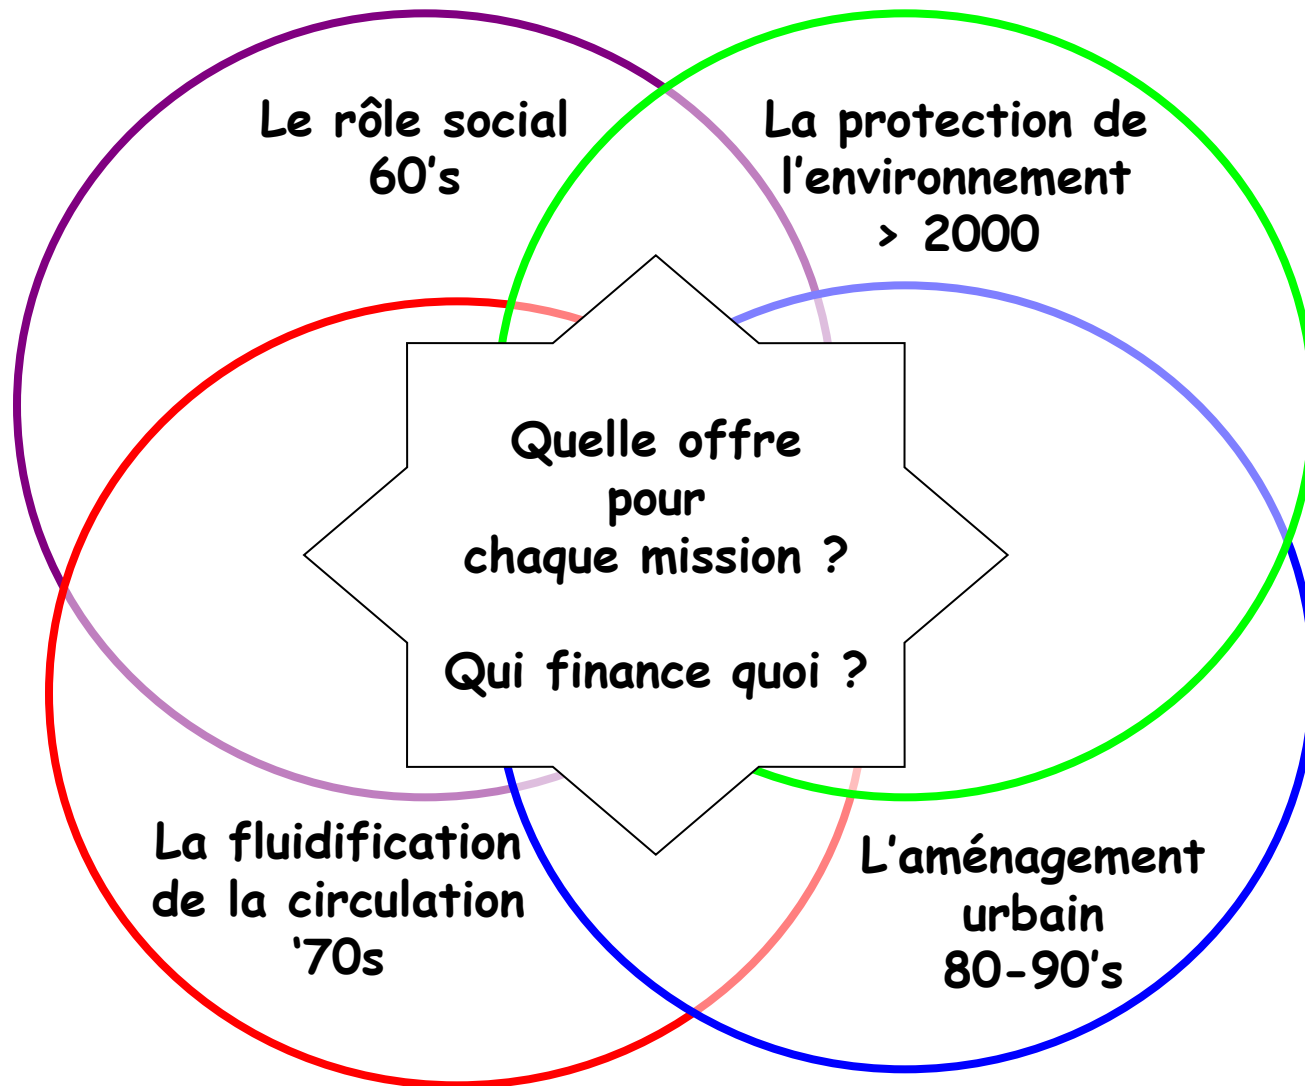 Le rôle social
60's
La protection de
l'environnement
> 2000
Quelle offre
pour
chaque mission ?
Qui finance quoi ?
La fluidification
de la circulation
'70s
L'aménagement
urbain
80-90's